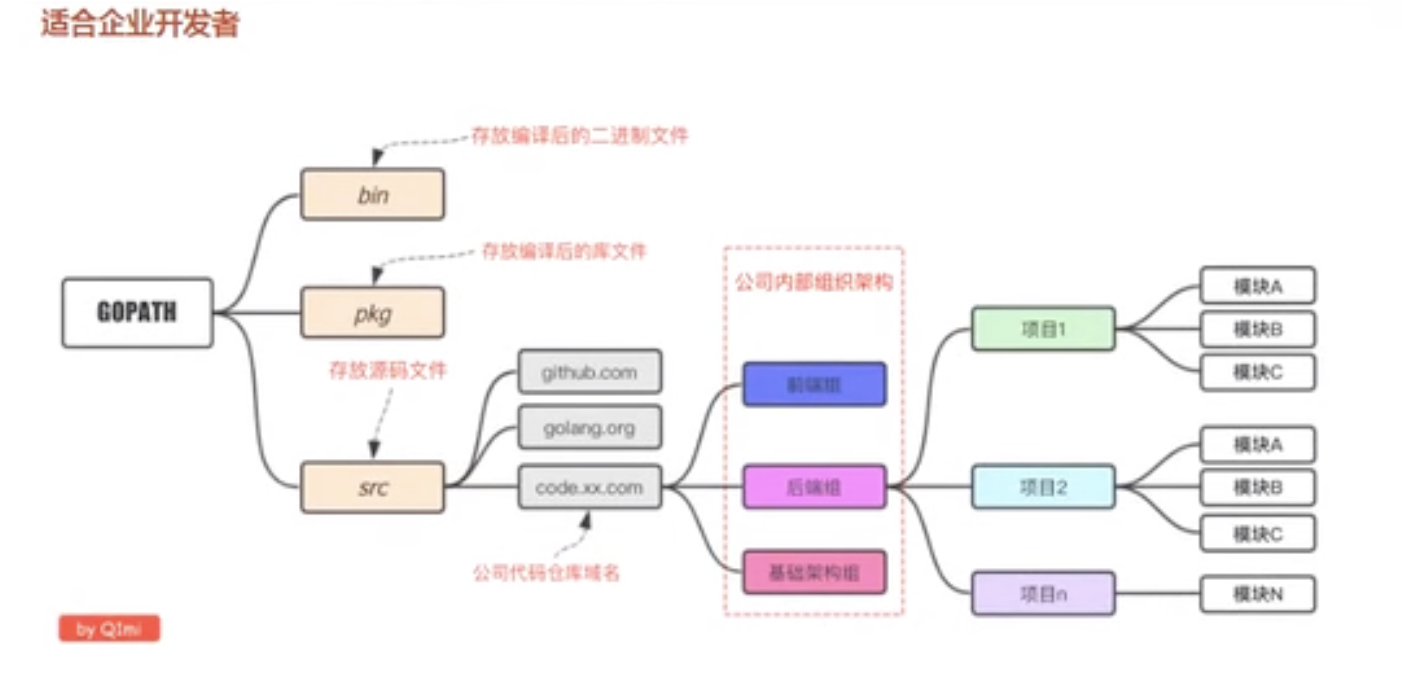 适合企业开发者
存放编译后的二进制文件
bin
存放编译后的库文件
GOPATH
pkg
存放源码文件
src
github.com
golang.org
code.xx.com
公司代码仓库域名
公司内部组织架构
前端组
后端组
基础架构组
项目1
模块A
模块B
模块C
项目2
模块A
模块B
模块C
项目n
模块N
by Q1mi